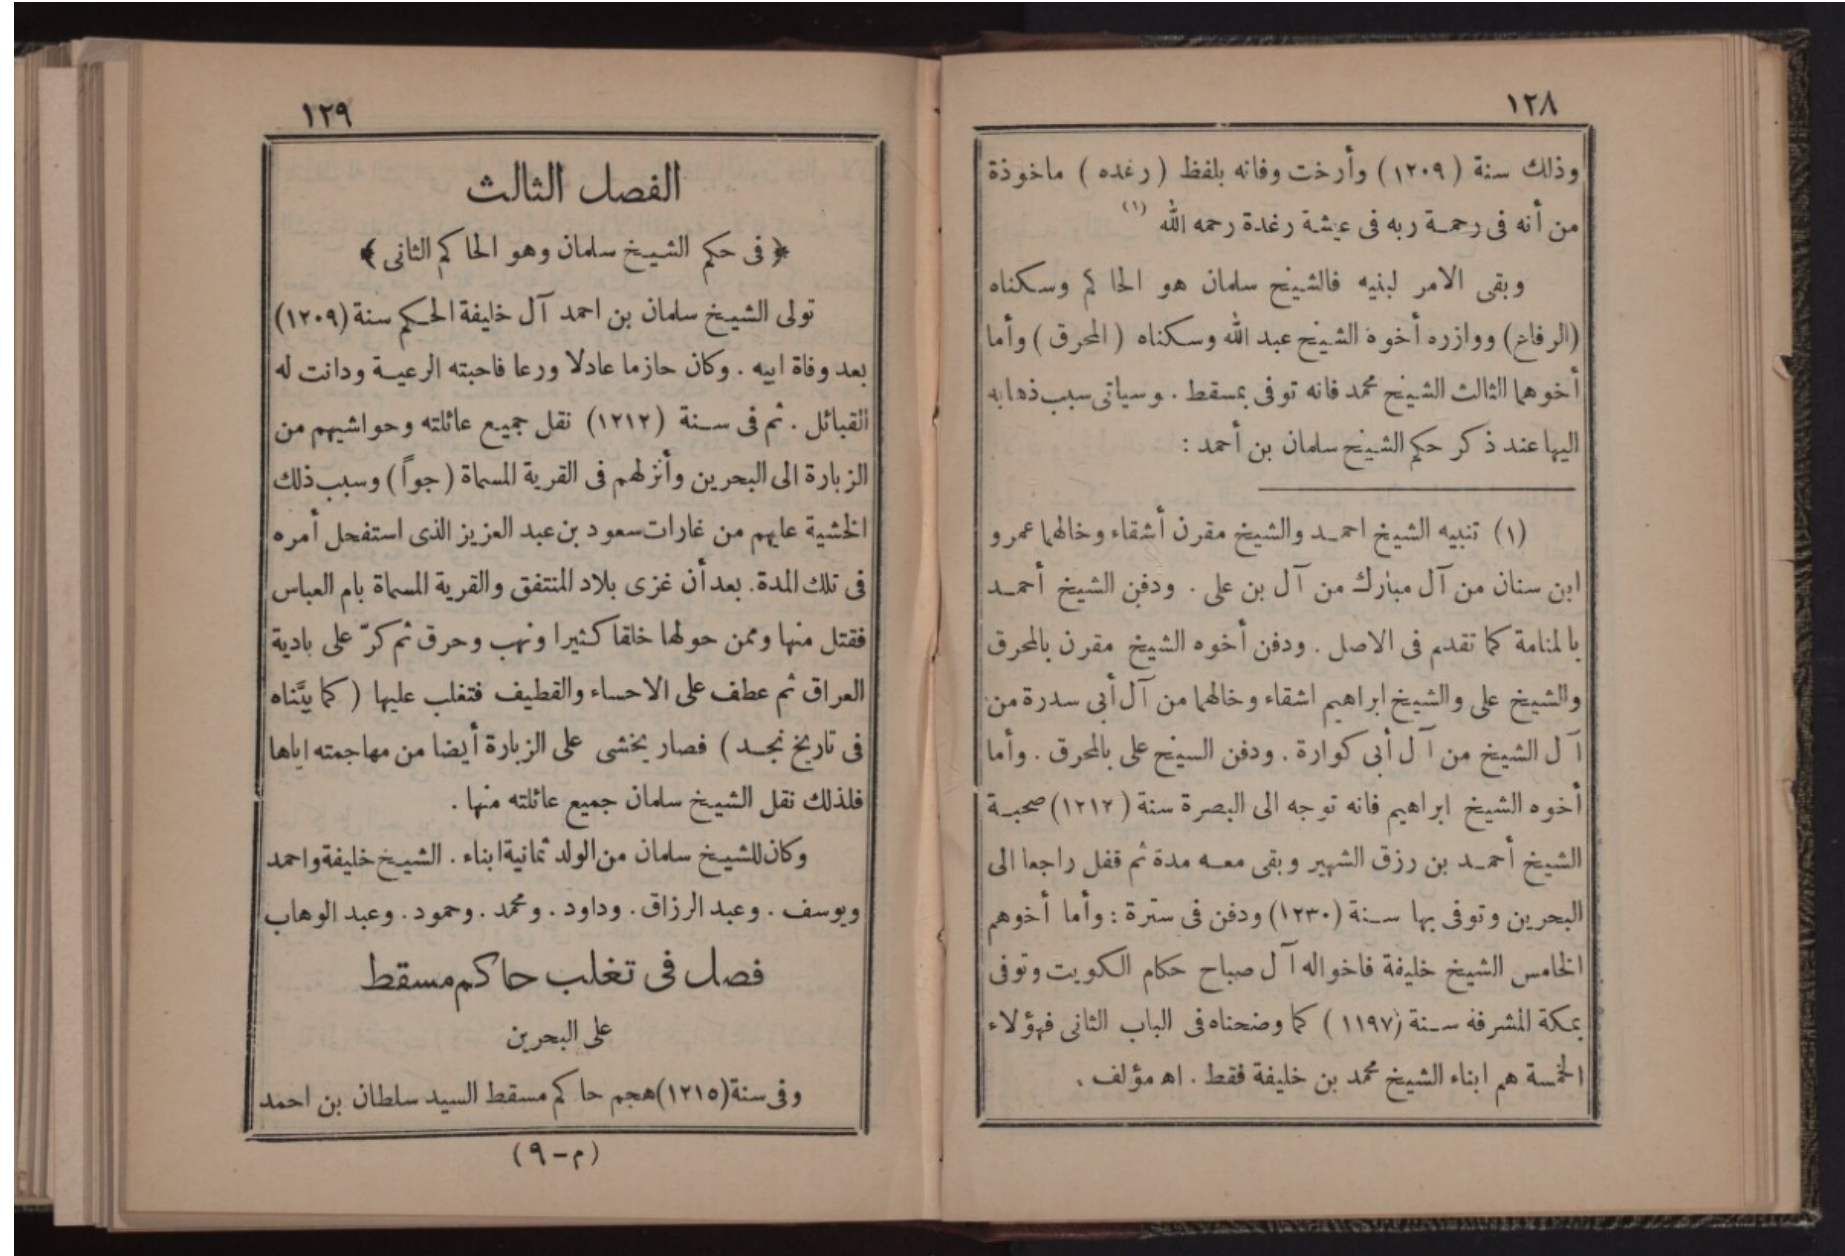 ١٢٨
وذلك سنة (١٢٠٩) وأرخت وفانه بلفظ (رغده) ماخوذة
من أنه فى رحمة ربه فى عيشة رغدة رحمه الله (١)
وبقى الامر لبنيه فالشيخ سلمان هو الحاكم وسكناه
(الرفاع) ووازره أخوه الشيخ عبد الله وسكناه (المحرق) وأما
أخوهما الثالث الشيخ محمد فانه توفى بمسقط . وسياتى سبب ذهابه
اليها عند ذكر حكم الشيخ سلمان بن أحمد :
(١) تنبيه الشيخ احمد والشيخ مقرن أشقاء وخالهما عمرو
ابن سنان من آل مبارك من آل بن على . ودفن الشيخ أحمد
بالمنامة كما تقدم فى الاصل . ودفن أخوه الشيخ مقرن بالمحرق
والشيخ على والشيخ ابراهيم اشقاء وخالهما من آل أبى سدرة من
آل الشيخ من آل أبى كوارة . ودفن الشيخ على بالمحرق . وأما
أخوه الشيخ ابراهيم فانه توجه الى البصرة سنة (١٢١٢) صحبة
الشيخ أحمد بن رزق الشهير وبقى معه مدة ثم قفل راجعا الى
البحرين وتوفى بها سنة (١٢٣٠) ودفن فى سترة : وأما أخوهم
الخامس الشيخ خليفة فاخواله آل صباح حكام الكويت وتوفى
بمكة المشرفة سنة (١١٩٧) كما وضحناه فى الباب الثانى فهؤلاء
الخمسة هم ابناء الشيخ محمد بن خليفة فقط . اه مؤلف .
١٢٩
الفصل الثالث
﴿ فى حكم الشيخ سلمان وهو الحاكم الثانى ﴾
تولى الشيخ سلمان بن احمد آل خليفة الحكم سنة (١٢٠٩)
بعد وفاة ابيه . وكان حازما عادلا ورعا فاحبته الرعية ودانت له
القبائل . ثم فى سنة (١٢١٢) نقل جميع عائلته وحواشيهم من
الزبارة الى البحرين وأنزلهم فى القرية المسماة (جواً) وسبب ذلك
الخشية عليهم من غارات سعود بن عبد العزيز الذى استفحل أمره
فى تلك المدة. بعد أن غزى بلاد المنتفق والقرية المسماة بام العباس
فقتل منها وممن حولها خلقا كثيرا ونهب وحرق ثم كرّ على بادية
العراق ثم عطف على الاحساء والقطيف فتغلب عليها (كما بيَّناه
فى تاريخ نجد) فصار يخشى على الزبارة أيضا من مهاجمته اياها
فلذلك نقل الشيخ سلمان جميع عائلته منها .
وكان للشيخ سلمان من الولد ثمانية ابناء . الشيخ خليفة واحمد
ويوسف . وعبد الرزاق . وداود . ومحمد . وحمود . وعبد الوهاب
فصل فى تغلب حاكم مسقط
على البحرين
وفى سنة (١٢١٥) هجم حاكم مسقط السيد سلطان بن احمد
(م-٩)